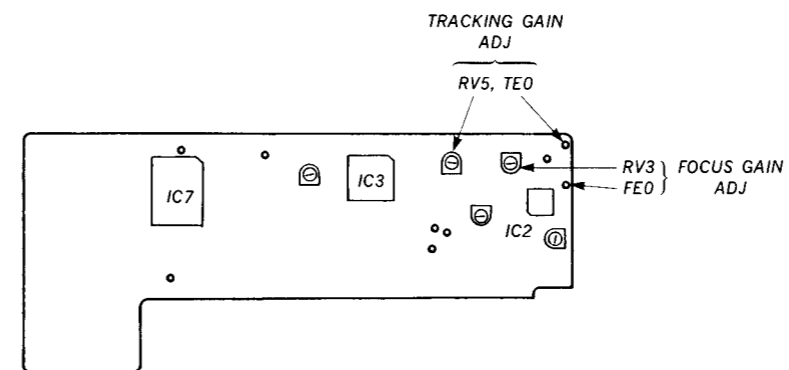 TRACKING GAIN
ADJ
RV5, TEO
RV3
FEO
FOCUS GAIN
ADJ
IC7
IC3
IC2